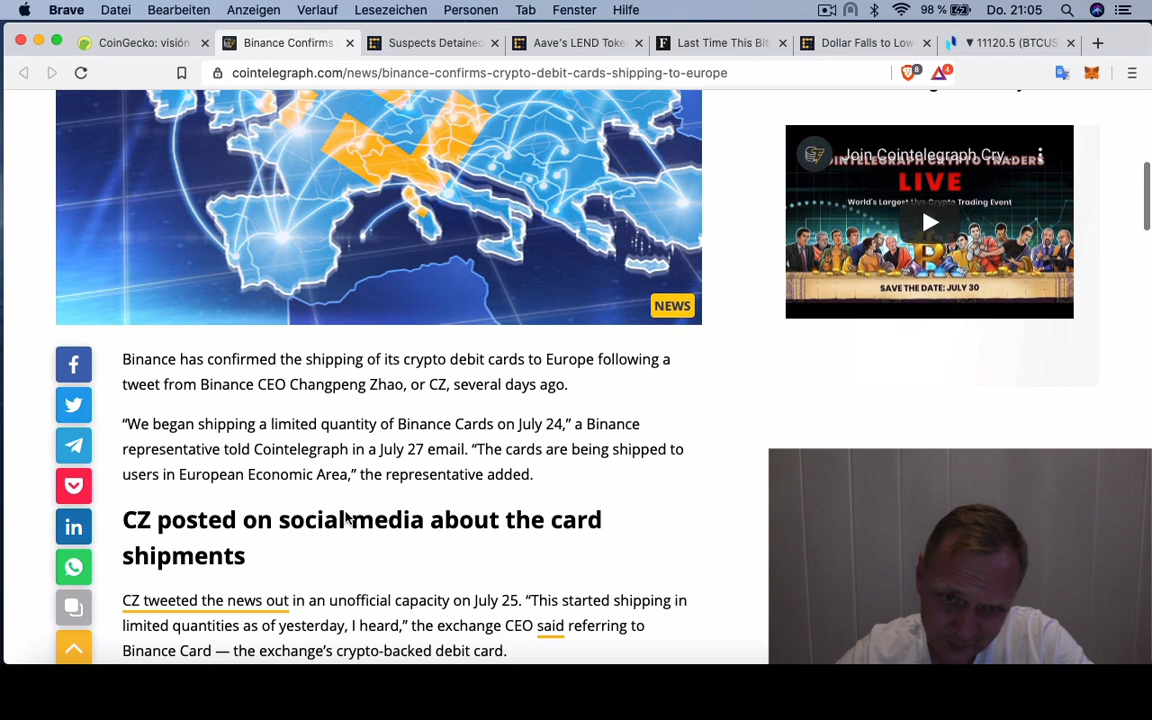 Brave Datei Bearbeiten Anzeigen Verlauf Lesezeichen Personen Tab Fenster Hilfe 98 % Do. 21:05
CoinGecko: visión Binance Confirms Suspects Detained Aave's LEND Toke Last Time This Bit Dollar Falls to Low 11120.5 (BTCUS
cointelegraph.com/news/binance-confirms-crypto-debit-cards-shipping-to-europe 8 4
Join Cointelegraph Cry...
CRYPTO TRADERS
LIVE
World's Largest Live Crypto Trading Event
SAVE THE DATE: JULY 30
NEWS
Binance has confirmed the shipping of its crypto debit cards to Europe following a
tweet from Binance CEO Changpeng Zhao, or CZ, several days ago.
“We began shipping a limited quantity of Binance Cards on July 24,” a Binance
representative told Cointelegraph in a July 27 email. “The cards are being shipped to
users in European Economic Area,” the representative added.
CZ posted on social media about the card
shipments
CZ tweeted the news out in an unofficial capacity on July 25. “This started shipping in
limited quantities as of yesterday, I heard,” the exchange CEO said referring to
Binance Card — the exchange’s crypto-backed debit card.